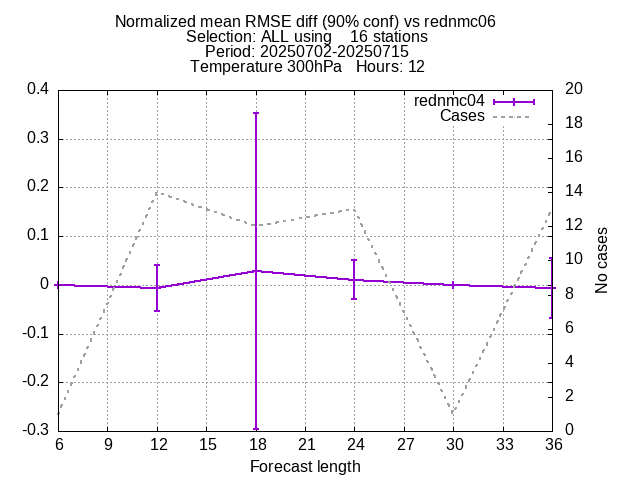 Normalized mean RMSE diff (90% conf) vs rednmc06
Selection: ALL using    16 stations
Period: 20250702-20250715
Temperature 300hPa   Hours: 12
rednmc04
Cases
0.4
0.3
0.2
0.1
0
-0.1
-0.2
-0.3
20
18
16
14
12
10
8
6
4
2
0
No cases
6 9 12 15 18 21 24 27 30 33 36
Forecast length